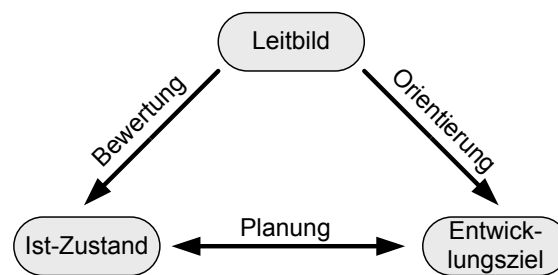 Leitbild
Bewertung
Orientierung
Ist-Zustand
Planung
Entwick-
lungsziel